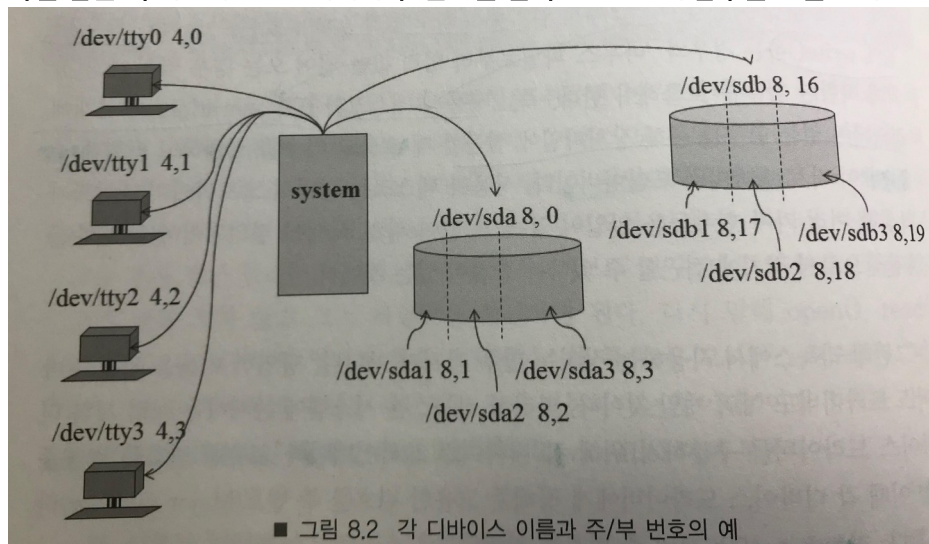 /dev/tty0 4,0
/dev/tty1 4,1
/dev/tty2 4,2
/dev/tty3 4,3
system
/dev/sda 8, 0
/dev/sda1 8,1
/dev/sda2 8,2
/dev/sda3 8,3
/dev/sdb 8, 16
/dev/sdb1 8,17
/dev/sdb2 8,18
/dev/sdb3 8,19
■ 그림 8.2 각 디바이스 이름과 주/부 번호의 예